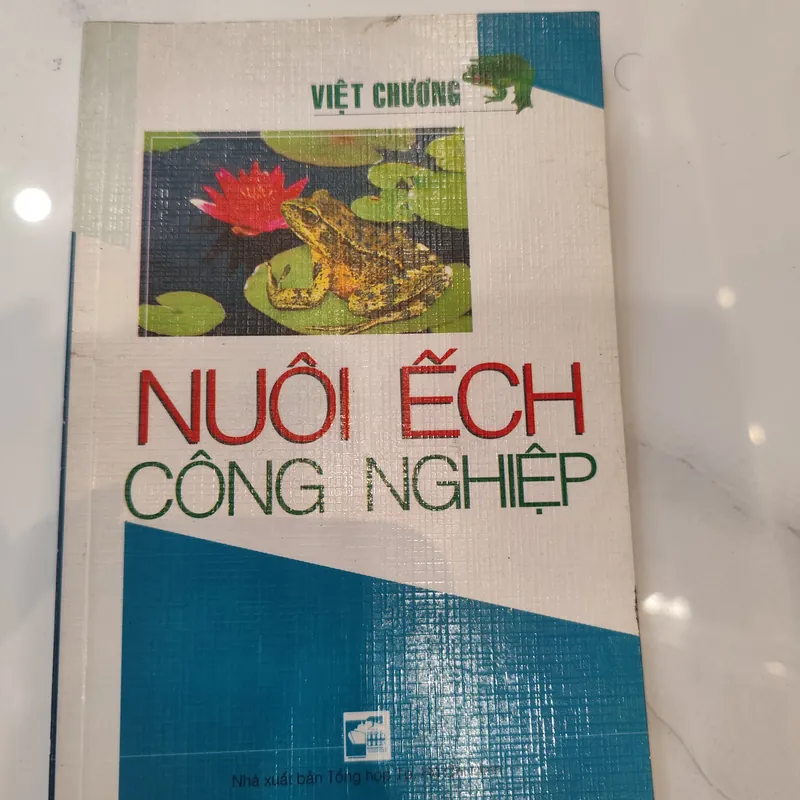 VIỆT CHƯƠNG
NUÔI ẾCH
CÔNG NGHIỆP
Nhà xuất bản Tổng hợp